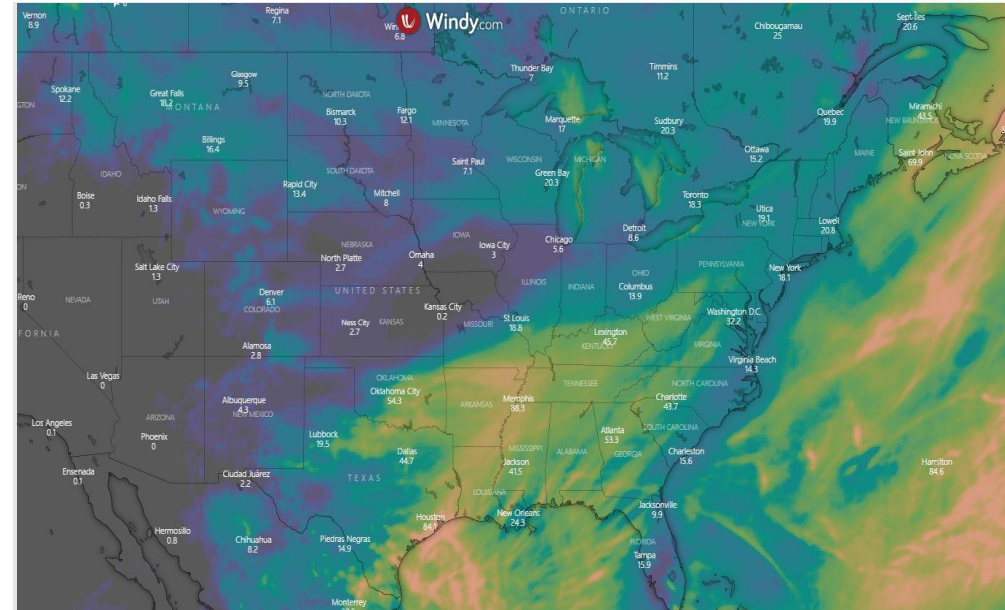 Windy.com
ONTARIO
Vernon
8.9
Regina
7.1
6.8
Chibougamau
25
Sept-Iles
20.6
Spokane
12.2
Great Falls
18.2
MONTANA
Glasgow
9.5
Thunder Bay
7
Timmins
11.2
NORTH DAKOTA
Bismarck
10.3
Fargo
12.1
MINNESOTA
Marquette
17
Sudbury
20.3
Quebec
19.9
Miramichi
43.5
NEW BRUNSWICK
Billings
16.4
Saint Paul
7.1
WISCONSIN
MICHIGAN
Green Bay
20.3
Ottawa
15.2
MAINE
Saint John
69.9
NOVA SCOTIA
IDAHO
Boise
0.3
Idaho Falls
1.3
WYOMING
Rapid City
13.4
SOUTH DAKOTA
Mitchell
8
Toronto
18.3
Utica
19.1
NEW YORK
Lowell
20.8
Detroit
8.6
IOWA
Iowa City
3
Chicago
5.6
NEBRASKA
North Platte
2.7
Omaha
4
Salt Lake City
1.3
UTAH
NEVADA
Reno
0
UNITED STATES
ILLINOIS
INDIANA
OHIO
Columbus
13.9
PENNSYLVANIA
New York
18.1
Denver
6.1
COLORADO
Kansas City
0.2
MISSOURI
St Louis
18.8
Ness City
2.7
KANSAS
WEST VIRGINIA
Washington D.C.
32.2
VIRGINIA
Lexington
45.7
KENTUCKY
Alamosa
2.8
Virginia Beach
14.3
Las Vegas
0
OKLAHOMA
Oklahoma City
54.3
TENNESSEE
NORTH CAROLINA
Charlotte
43.7
Albuquerque
4.3
NEW MEXICO
ARKANSAS
Memphis
88.3
ARIZONA
Phoenix
0
Los Angeles
0.1
Lubbock
19.5
Atlanta
53.3
GEORGIA
SOUTH CAROLINA
MISSISSIPPI
ALABAMA
Dallas
44.7
Jackson
41.5
Charleston
15.6
Hamilton
84.6
Ensenada
0.1
Ciudad Juárez
2.2
TEXAS
LOUISIANA
Houston
New Orleans
24.3
Jacksonville
9.9
Hermosillo
0.8
Chihuahua
8.2
Piedras Negras
14.9
FLORIDA
Tampa
15.9
Monterrey